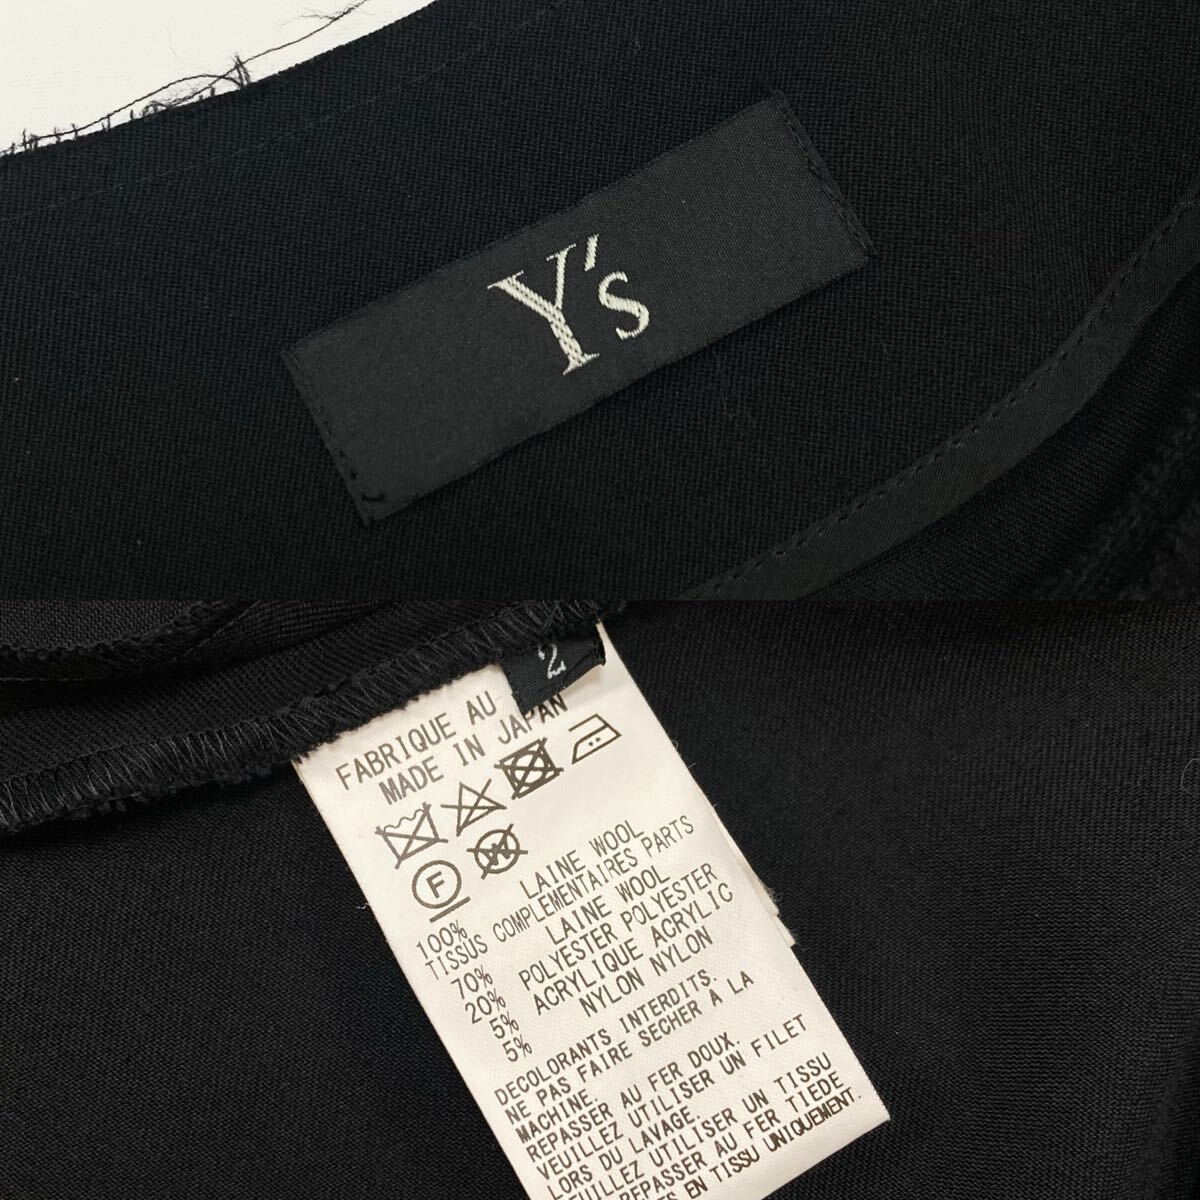 Y's
2
FABRIQUE AU
MADE IN JAPAN
F
W
100% LAINE WOOL
TISSUS COMPLEMENTAIRES PARTS
70% LAINE WOOL
20% POLYESTER POLYESTER
5% ACRYLIQUE ACRYLIC
5% NYLON NYLON
DECOLORANTS INTERDITS.
NE PAS FAIRE SECHER À LA
MACHINE.
REPASSER AU FER DOUX.
VEUILLEZ UTILISER UN FILET
LORS DU LAVAGE.
VEUILLEZ UTILISER UN TISSU
REPASSER AU FER TIEDE
EN TISSU UNIQUEMENT.